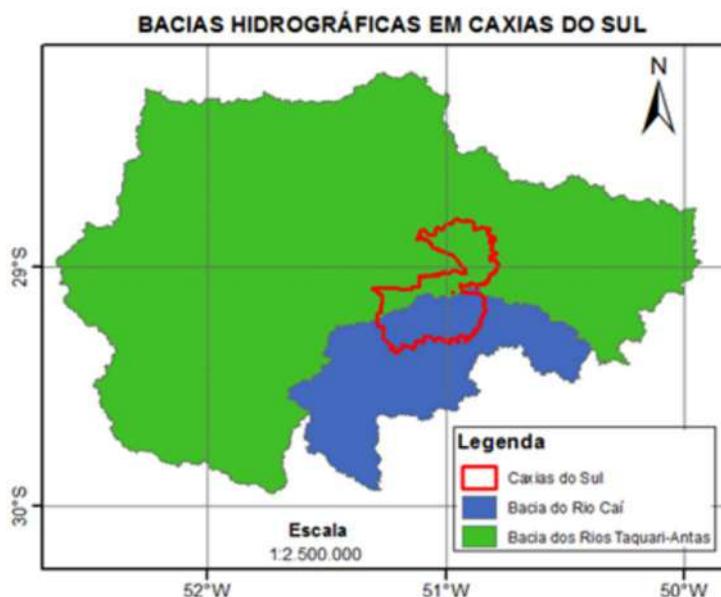 BACIAS HIDROGRÁFICAS EM CAXIAS DO SUL
N
29°S
30°S
Legenda
Caxias do Sul
Bacia do Rio Caí
Bacia dos Rios Taquari-Antas
Escala
1:2.500.000
52°W
51°W
50°W